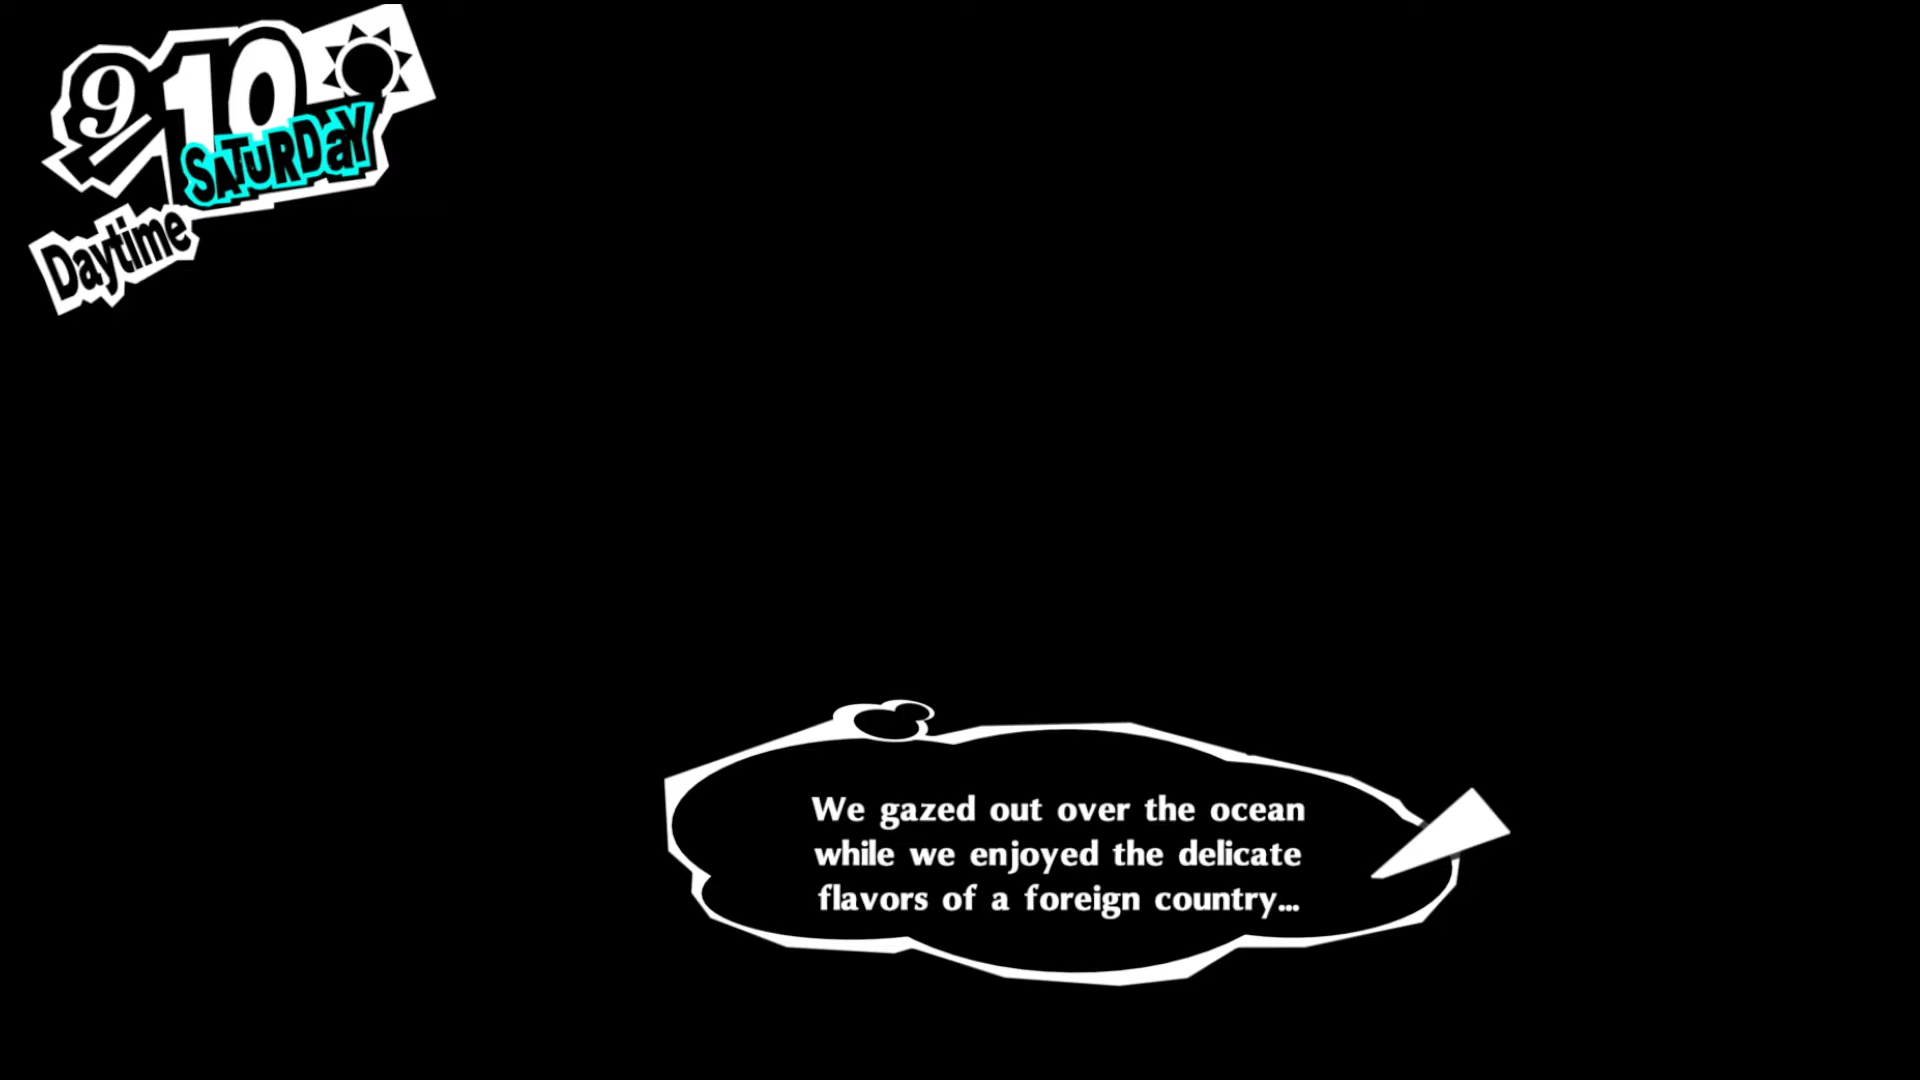 9/10
SATURDaY
Daytime
We gazed out over the ocean
while we enjoyed the delicate
flavors of a foreign country...